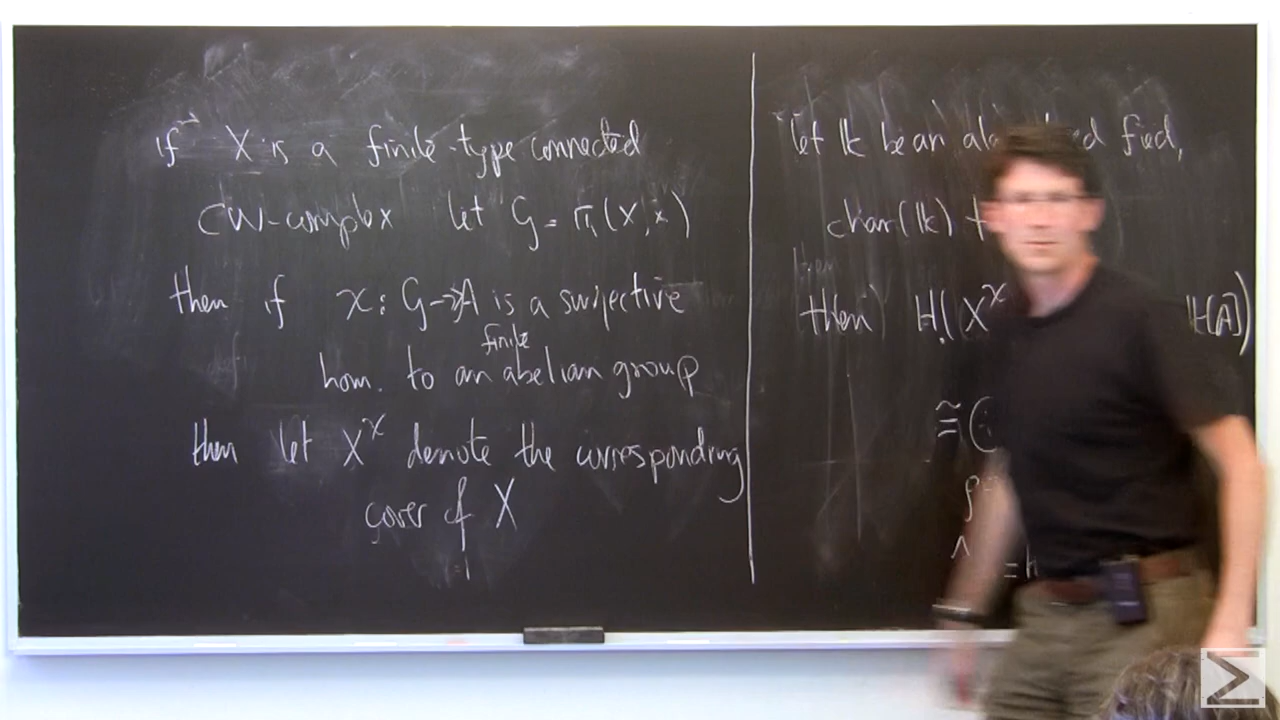 if X is a finite-type connected
CW-complex let G = π₁(X, x)
then if χ: G↠A is a surjective
finite
hom. to an abelian group
then let X^χ denote the corresponding
cover of X
let k be an field,
char(k)
then H.(X^χ k[A])
≅